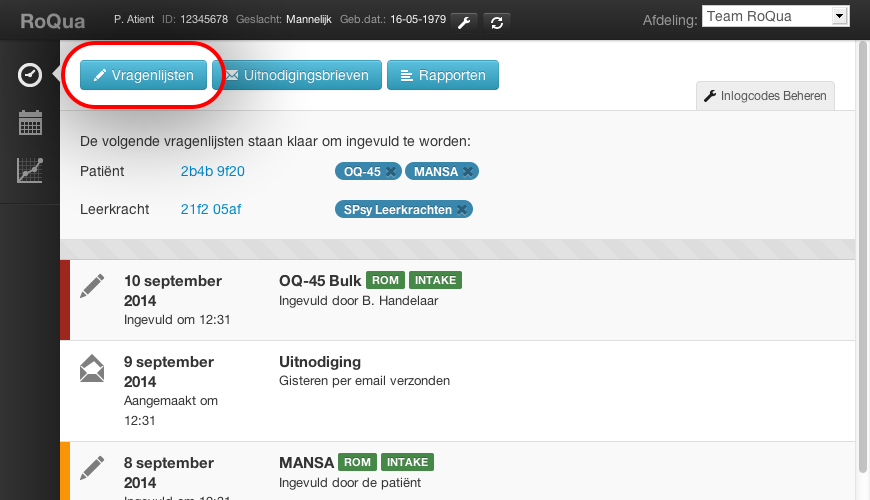 RoQua P. Atient ID: 12345678 Geslacht: Mannelijk Geb.dat.: 16-05-1979 Afdeling: Team RoQua
Vragenlijsten Uitnodigingsbrieven Rapporten
Inlogcodes Beheren
De volgende vragenlijsten staan klaar om ingevuld te worden:
Patiënt 2b4b 9f20 OQ-45 MANSA
Leerkracht 21f2 05af SPsy Leerkrachten
10 september
2014
Ingevuld om 12:31
OQ-45 Bulk ROM INTAKE
Ingevuld door B. Handelaar
9 september
2014
Aangemaakt om
12:31
Uitnodiging
Gisteren per email verzonden
8 september
2014
Ingevuld om 12:31
MANSA ROM INTAKE
Ingevuld door de patiënt